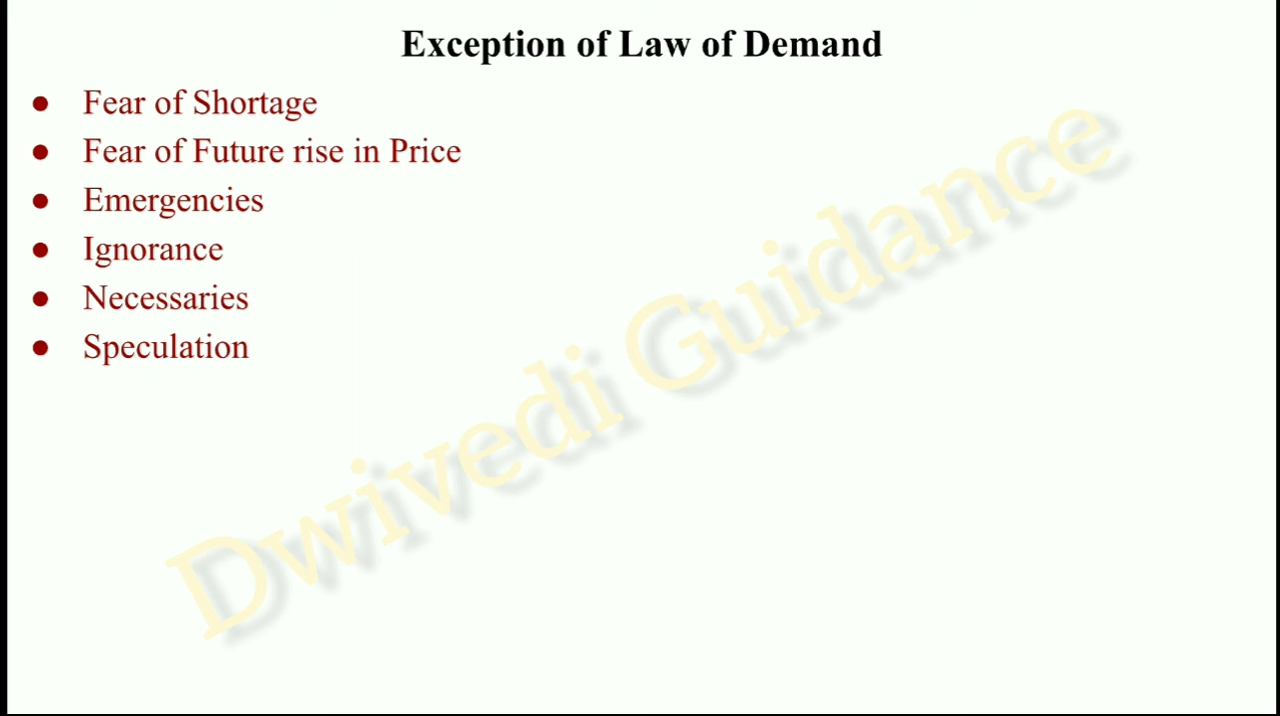 Exception of Law of Demand
● Fear of Shortage
● Fear of Future rise in Price
● Emergencies
● Ignorance
● Necessaries
● Speculation
Dwivedi Guidance